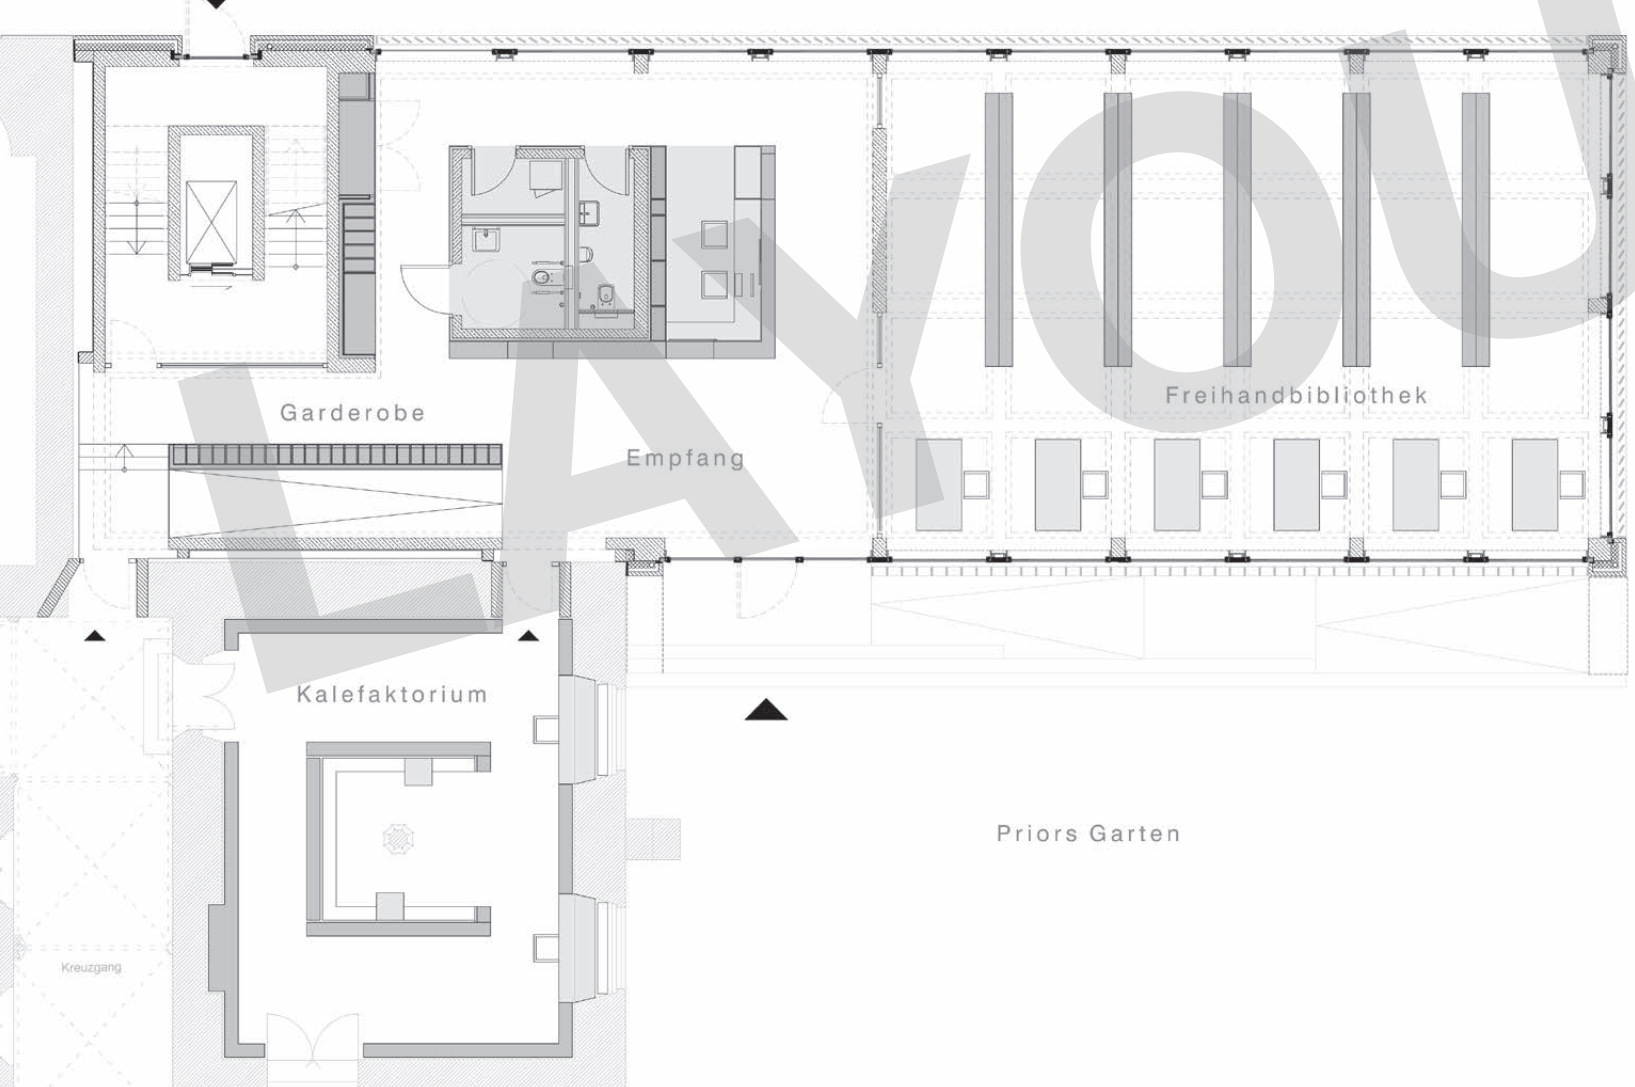 LAYOU
Garderobe
Freihandbibliothek
Empfang
Kalefaktorium
Priors Garten
Kreuzgang